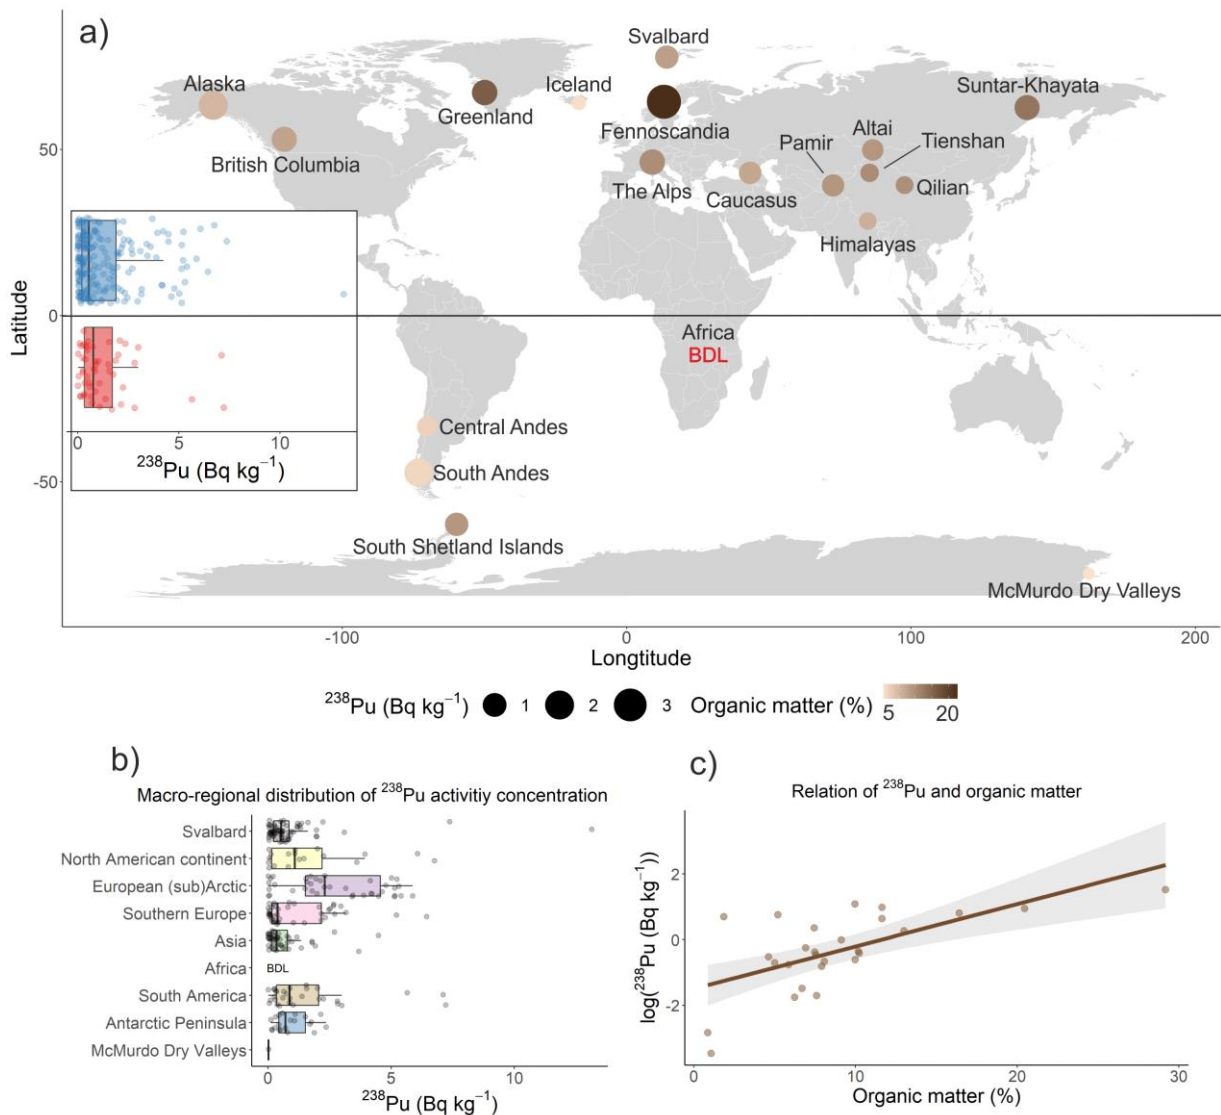 a)
Svalbard
Alaska
Iceland
Suntar-Khayata
Greenland
Fennoscandia
Altai
Tienshan
Pamir
50
British Columbia
The Alps
Caucasus
Qilian
Himalayas
Latitude
0
Africa
BDL
0 5 10
²³⁸Pu (Bq kg⁻¹)
Central Andes
South Andes
-50
South Shetland Islands
McMurdo Dry Valleys
-100 0 100 200
Longtitude
²³⁸Pu (Bq kg⁻¹) 1 2 3 Organic matter (%) 5 20
b)
Macro-regional distribution of ²³⁸Pu activitiy concentration
Svalbard
North American continent
European (sub)Arctic
Southern Europe
Asia
Africa BDL
South America
Antarctic Peninsula
McMurdo Dry Valleys
0 5 10
²³⁸Pu (Bq kg⁻¹)
c)
Relation of ²³⁸Pu and organic matter
log(²³⁸Pu (Bq kg⁻¹))
2
0
-2
0 10 20 30
Organic matter (%)